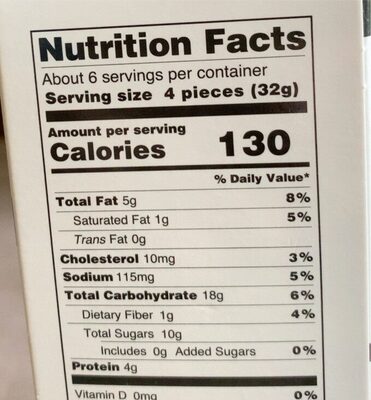 Nutrition Facts
About 6 servings per container
Serving size 4 pieces (32g)
Amount per serving
Calories 130
% Daily Value*
Total Fat 5g 8%
Saturated Fat 1g 5%
Trans Fat 0g
Cholesterol 10mg 3%
Sodium 115mg 5%
Total Carbohydrate 18g 6%
Dietary Fiber 1g 4%
Total Sugars 10g
Includes 0g Added Sugars 0%
Protein 4g
Vitamin D 0mg 0%